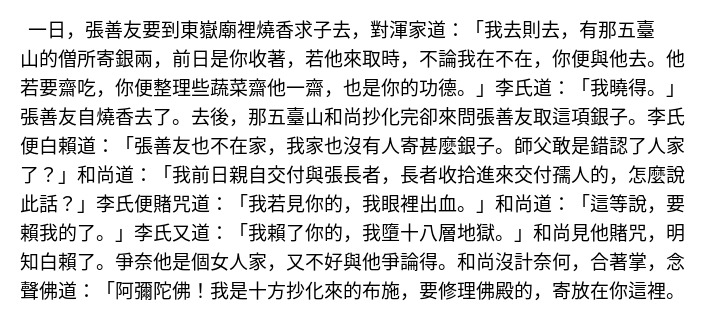 一日，張善友要到東嶽廟裡燒香求子去，對渾家道：「我去則去，有那五臺
山的僧所寄銀兩，前日是你收著，若他來取時，不論我在不在，你便與他去。他
若要齋吃，你便整理些蔬菜齋他一齋，也是你的功德。」李氏道：「我曉得。」
張善友自燒香去了。去後，那五臺山和尚抄化完卻來問張善友取這項銀子。李氏
便白賴道：「張善友也不在家，我家也沒有人寄甚麼銀子。師父敢是錯認了人家
了？」和尚道：「我前日親自交付與張長者，長者收拾進來交付孺人的，怎麼說
此話？」李氏便賭咒道：「我若見你的，我眼裡出血。」和尚道：「這等說，要
賴我的了。」李氏又道：「我賴了你的，我墮十八層地獄。」和尚見他賭咒，明
知白賴了。爭奈他是個女人家，又不好與他爭論得。和尚沒計奈何，合著掌，念
聲佛道：「阿彌陀佛！我是十方抄化來的布施，要修理佛殿的，寄放在你這裡。